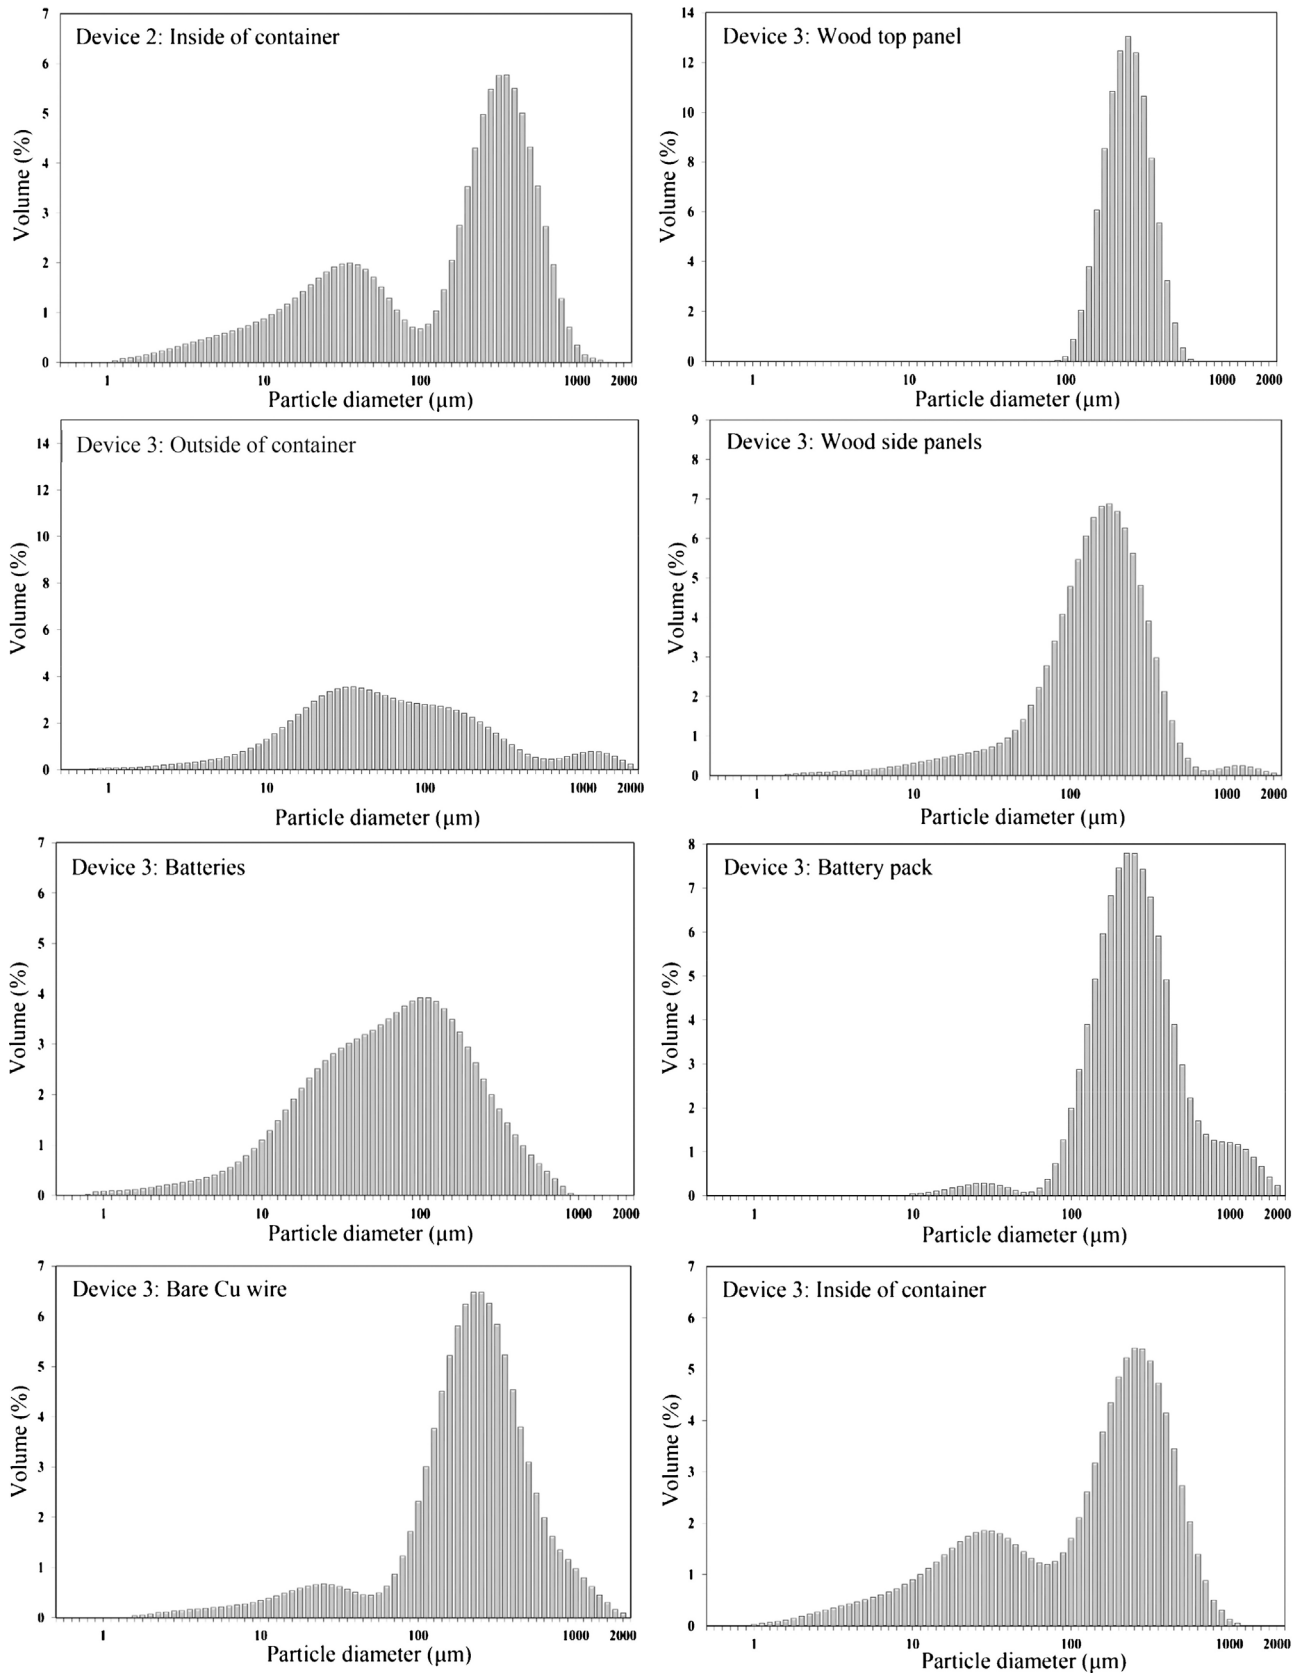 Device 2: Inside of container
Volume (%)
7
6
5
4
3
2
1
0
1 10 100 1000 2000
Particle diameter (µm)
Device 3: Wood top panel
Volume (%)
14
12
10
8
6
4
2
0
1 10 100 1000 2000
Particle diameter (µm)
Device 3: Outside of container
Volume (%)
14
12
10
8
6
4
2
0
1 10 100 1000 2000
Particle diameter (µm)
Device 3: Wood side panels
Volume (%)
9
8
7
6
5
4
3
2
1
0
1 10 100 1000 2000
Particle diameter (µm)
Device 3: Batteries
Volume (%)
7
6
5
4
3
2
1
0
1 10 100 1000 2000
Particle diameter (µm)
Device 3: Battery pack
Volume (%)
8
7
6
5
4
3
2
1
0
1 10 100 1000 2000
Particle diameter (µm)
Device 3: Bare Cu wire
Volume (%)
7
6
5
4
3
2
1
0
1 10 100 1000 2000
Particle diameter (µm)
Device 3: Inside of container
Volume (%)
7
6
5
4
3
2
1
0
1 10 100 1000 2000
Particle diameter (µm)